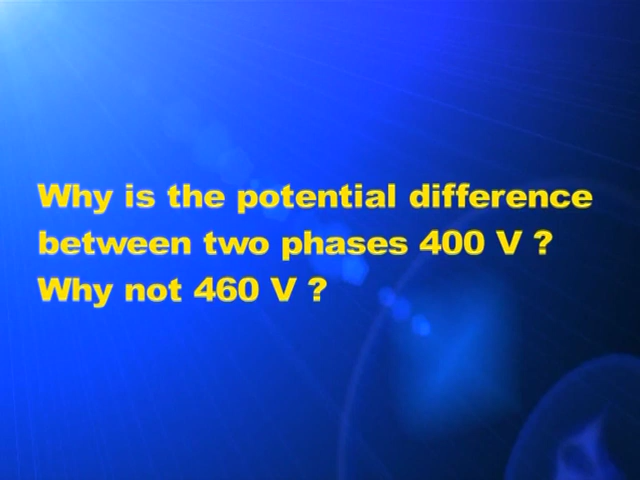 Why is the potential difference
between two phases 400 V ?
Why not 460 V ?